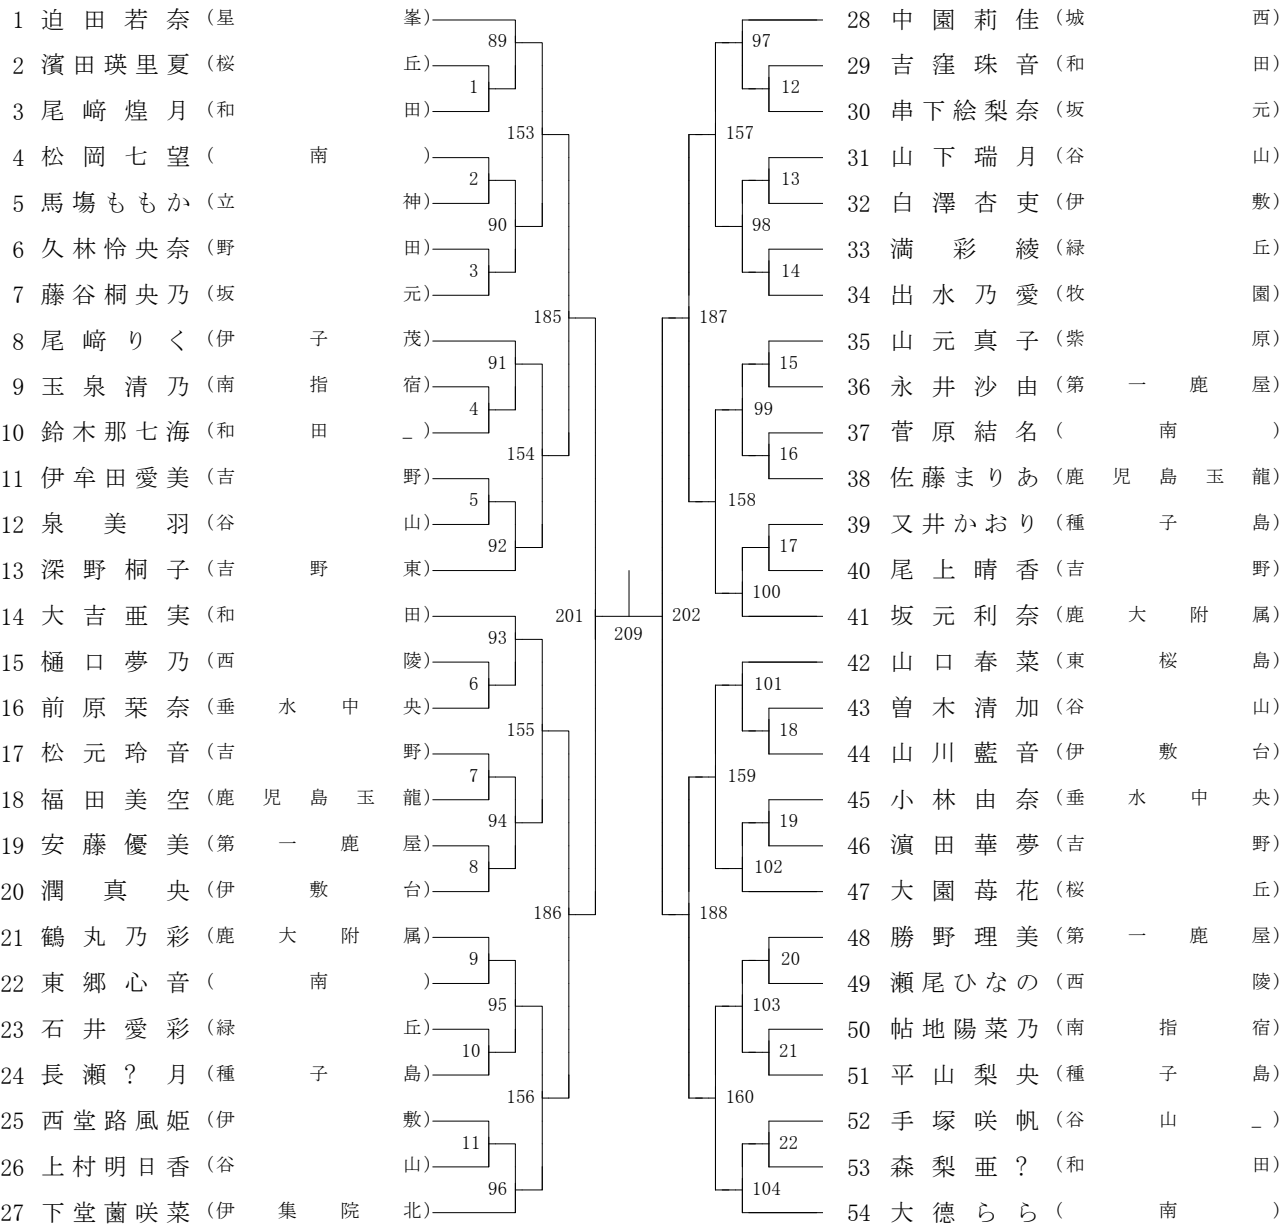 1 迫田若奈 (星峯)
2 濱田瑛里夏 (桜丘)
3 尾﨑煌月 (和田)
4 松岡七望 (南)
5 馬塲ももか (立神)
6 久林怜央奈 (野田)
7 藤谷桐央乃 (坂元)
8 尾﨑りく (伊子茂)
9 玉泉清乃 (南指宿)
10 鈴木那七海 (和田_)
11 伊牟田愛美 (吉野)
12 泉美羽 (谷山)
13 深野桐子 (吉野東)
14 大吉亜実 (和田)
15 樋口夢乃 (西陵)
16 前原栞奈 (垂水中央)
17 松元玲音 (吉野)
18 福田美空 (鹿児島玉龍)
19 安藤優美 (第一鹿屋)
20 潤真央 (伊敷台)
21 鶴丸乃彩 (鹿大附属)
22 東郷心音 (南)
23 石井愛彩 (緑丘)
24 長瀬?月 (種子島)
25 西堂路風姫 (伊敷)
26 上村明日香 (谷山)
27 下堂薗咲菜 (伊集院北)
89
1
153
2
90
3
185
91
4
154
5
92
201
93
6
155
7
94
8
186
9
95
10
156
11
96
209
97
12
157
13
98
14
187
15
99
16
158
17
100
202
101
18
159
19
102
188
20
103
21
160
22
104
28 中園莉佳 (城西)
29 吉窪珠音 (和田)
30 串下絵梨奈 (坂元)
31 山下瑞月 (谷山)
32 白澤杏吏 (伊敷)
33 満彩綾 (緑丘)
34 出水乃愛 (牧園)
35 山元真子 (紫原)
36 永井沙由 (第一鹿屋)
37 菅原結名 (南)
38 佐藤まりあ (鹿児島玉龍)
39 又井かおり (種子島)
40 尾上晴香 (吉野)
41 坂元利奈 (鹿大附属)
42 山口春菜 (東桜島)
43 曽木清加 (谷山)
44 山川藍音 (伊敷台)
45 小林由奈 (垂水中央)
46 濵田華夢 (吉野)
47 大園苺花 (桜丘)
48 勝野理美 (第一鹿屋)
49 瀬尾ひなの (西陵)
50 帖地陽菜乃 (南指宿)
51 平山梨央 (種子島)
52 手塚咲帆 (谷山_)
53 森梨亜? (和田)
54 大德らら (南)